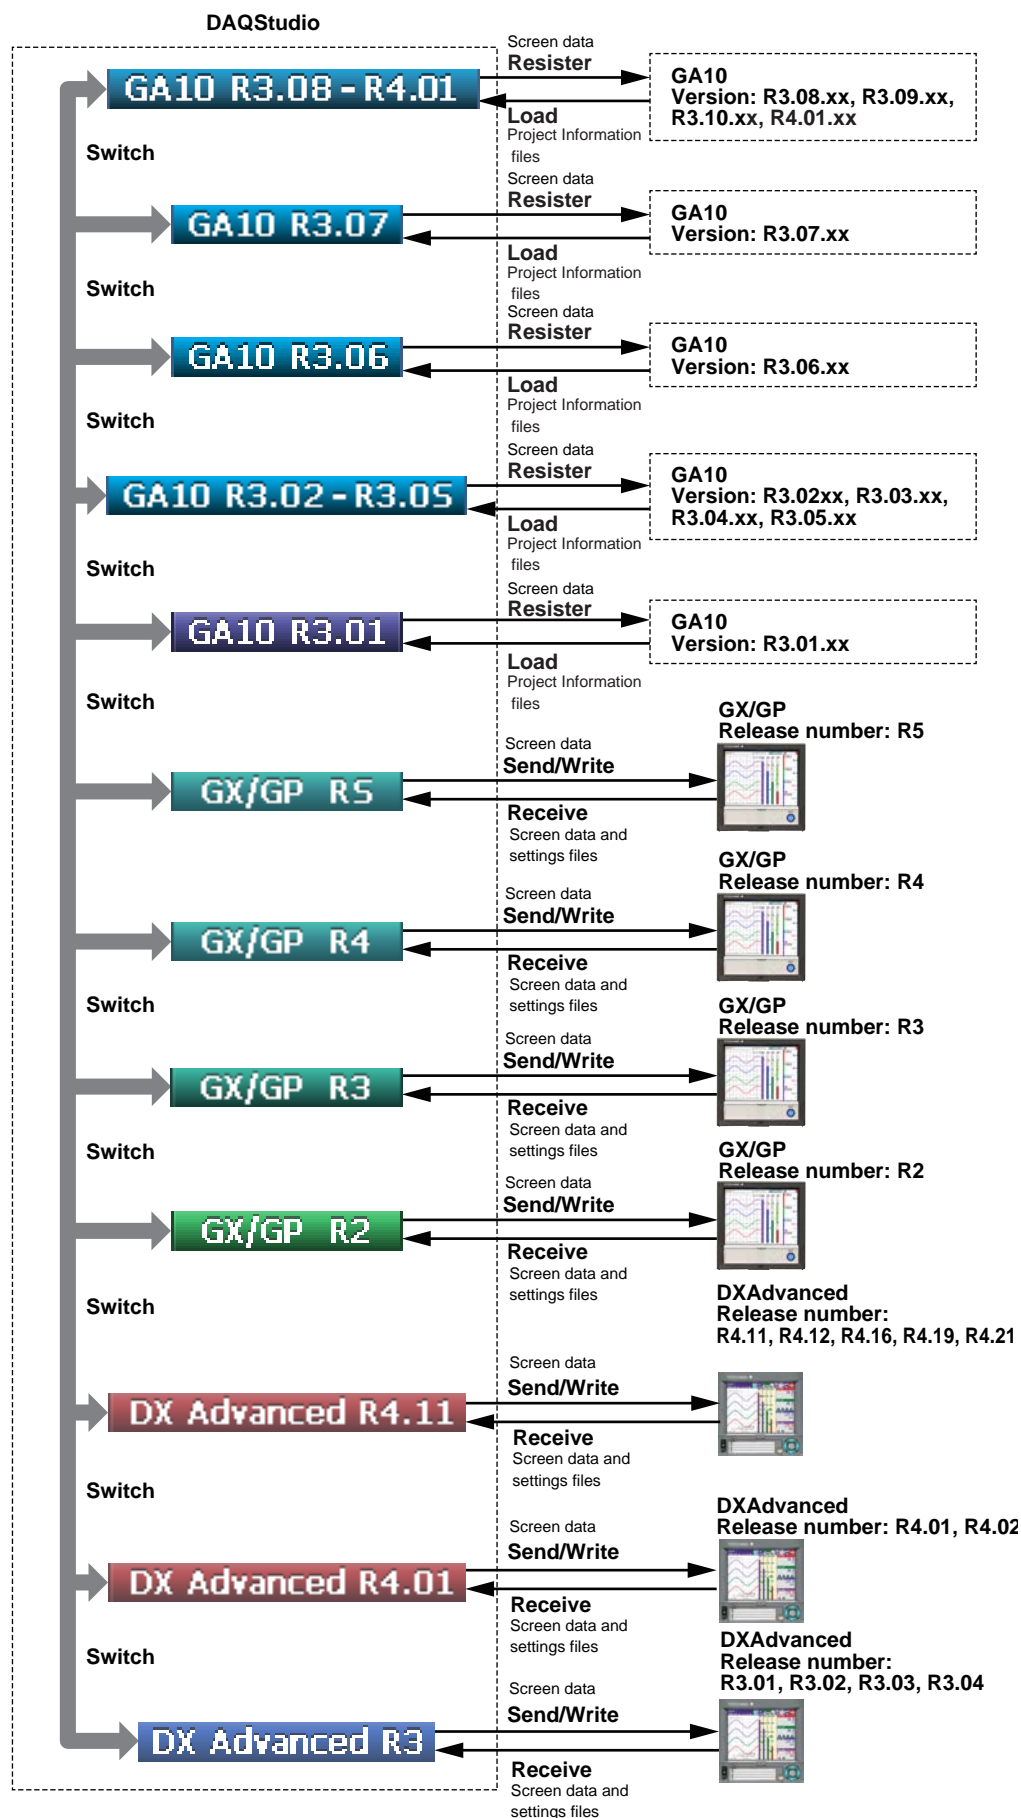 DAQStudio
Screen data
Resister
GA10 R3.08 - R4.01
GA10
Version: R3.08.xx, R3.09.xx,
R3.10.xx, R4.01.xx
Load
Project Information
files
Switch
Screen data
Resister
GA10 R3.07
GA10
Version: R3.07.xx
Load
Project Information
files
Switch
Screen data
Resister
GA10 R3.06
GA10
Version: R3.06.xx
Load
Project Information
files
Switch
Screen data
Resister
GA10 R3.02 - R3.05
GA10
Version: R3.02xx, R3.03.xx,
R3.04.xx, R3.05.xx
Load
Project Information
files
Switch
Screen data
Resister
GA10 R3.01
GA10
Version: R3.01.xx
Load
Project Information
files
Switch
GX/GP
Release number: R5
Screen data
Send/Write
GX/GP R5
Receive
Screen data and
settings files
GX/GP
Release number: R4
Screen data
Send/Write
GX/GP R4
Receive
Screen data and
settings files
Switch
GX/GP
Release number: R3
Screen data
Send/Write
GX/GP R3
Receive
Screen data and
settings files
Switch
GX/GP
Release number: R2
Screen data
Send/Write
GX/GP R2
Receive
Screen data and
settings files
Switch
DXAdvanced
Release number:
R4.11, R4.12, R4.16, R4.19, R4.21
Screen data
Send/Write
DX Advanced R4.11
Receive
Screen data and
settings files
Switch
DXAdvanced
Release number: R4.01, R4.02
Screen data
Send/Write
DX Advanced R4.01
Receive
Screen data and
settings files
Switch
DXAdvanced
Release number:
R3.01, R3.02, R3.03, R3.04
Screen data
Send/Write
DX Advanced R3
Receive
Screen data and
settings files